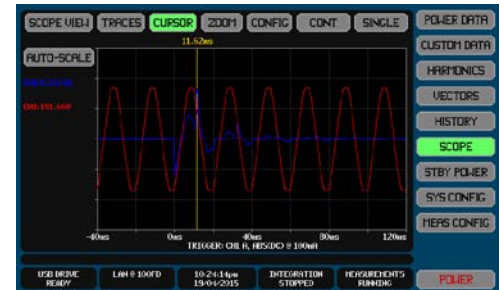 SCOPE VIEW TRACES CURSOR ZOOM CONFIG CONT SINGLE POWER DATA
11.62ms
AUTO-SCALE
CUSTOM DATA
HARMONICS
VECTORS
HISTORY
SCOPE
STBY POWER
SYS CONFIG
MEAS CONFIG
-40ms 0ms 40ms 80ms 120ms
TRIGGER: CH1 A, ABS(DC) @ 100mA
USB DRIVE LAN @ 100FD 10:24:14pm INTEGRATION MEASUREMENTS POWER
READY 19/04/2015 STOPPED RUNNING